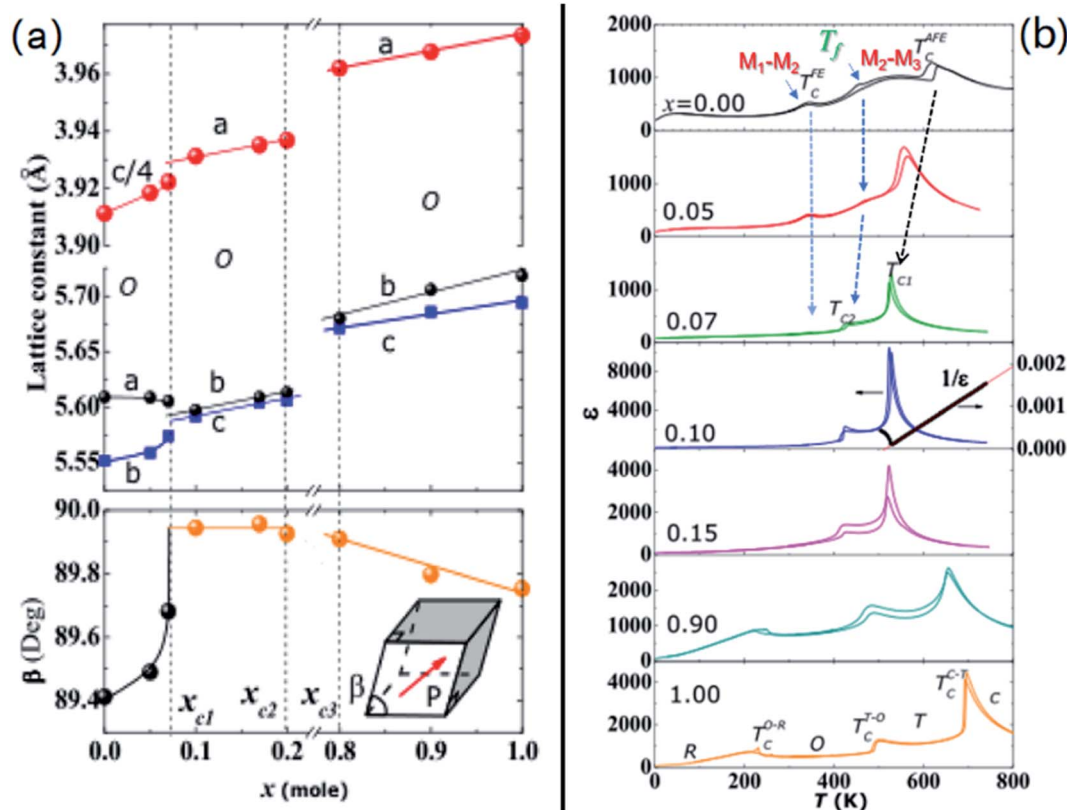 (a)
3.96
3.94
3.92
3.90
5.70
5.65
5.60
5.55
Lattice constant (Å)
c/4
a
a
O
O
O
a
b
b
c
b
c
90.0
89.8
89.6
89.4
β (Deg)
x_c1
x_c2
x_c3
β
P
0.0
0.1
0.2
0.8
0.9
1.0
x (mole)
(b)
2000
1000
0
M₁-M₂
T_C^FE
T_f
M₂-M₃
T_C^AFE
x=0.00
1000
0
0.05
1000
0
0.07
T_C2
T_C1
8000
4000
0
0.10
1/ε
0.002
0.001
0.000
ε
4000
2000
0
0.15
2000
1000
0
0.90
4000
2000
0
1.00
R
T_C^O-R
O
T_C^T-O
T
T_C^C-T
C
0
200
400
600
800
T (K)